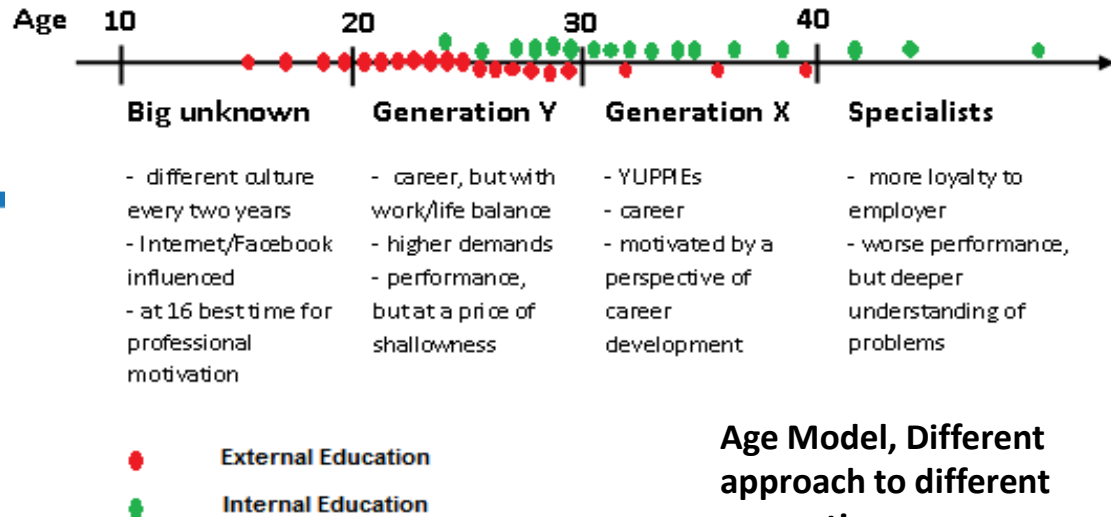 Age 10 20 30 40
Big unknown
- different culture
every two years
- Internet/Facebook
influenced
- at 16 best time for
professional
motivation
Generation Y
- career, but with
work/life balance
- higher demands
- performance,
but at a price of
shallowness
Generation X
- YUPPIEs
- career
- motivated by a
perspective of
career
development
Specialists
- more loyalty to
employer
- worse performance,
but deeper
understanding of
problems
External Education
Internal Education
Age Model, Different
approach to different